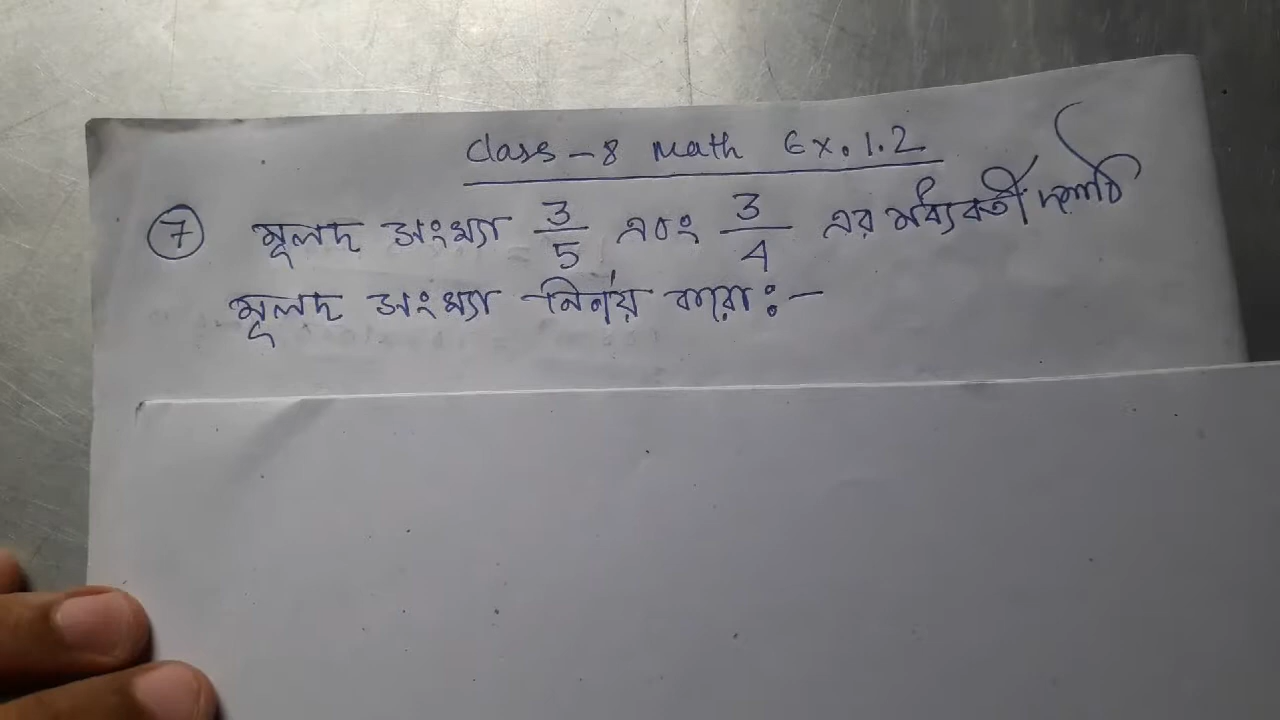 Class - 8 Math Ex. 1.2
৭ মূলদ সংখ্যা 3/5 এবং 3/4 এর মধ্যবর্তী দশটি
মূলদ সংখ্যা নির্ণয় করো :-